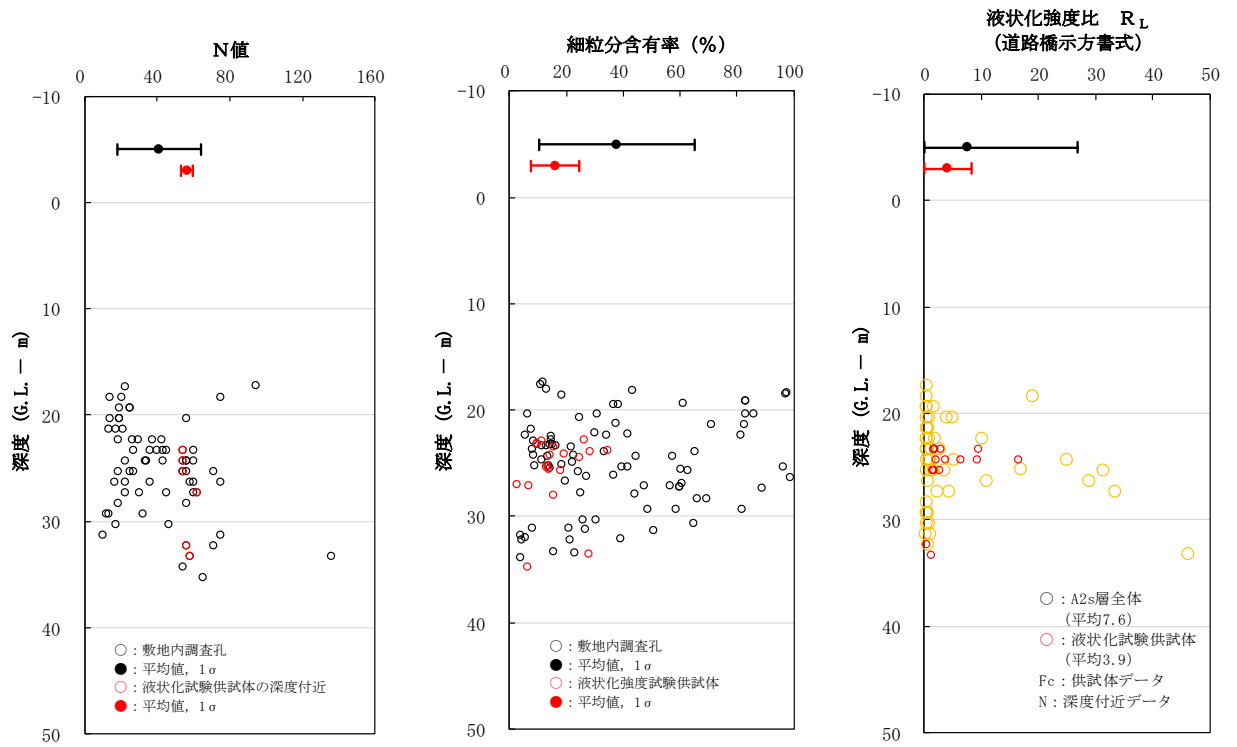 N値
0 40 80 120 160
-10
0
10
20
30
40
50
深度 (G.L. － m)
○：敷地内調査孔
●：平均値, 1σ
○：液状化試験供試体の深度付近
●：平均値, 1σ
細粒分含有率 (%)
0 20 40 60 80 100
-10
0
10
20
30
40
50
深度 (G.L. － m)
○：敷地内調査孔
●：平均値, 1σ
○：液状化強度試験供試体
●：平均値, 1σ
液状化強度比　RL
(道路橋示方書式)
0 10 20 30 40 50
-10
0
10
20
30
40
50
深度 (G.L. － m)
○：A2s層全体
(平均7.6)
○：液状化試験供試体
(平均3.9)
Fc：供試体データ
N：深度付近データ